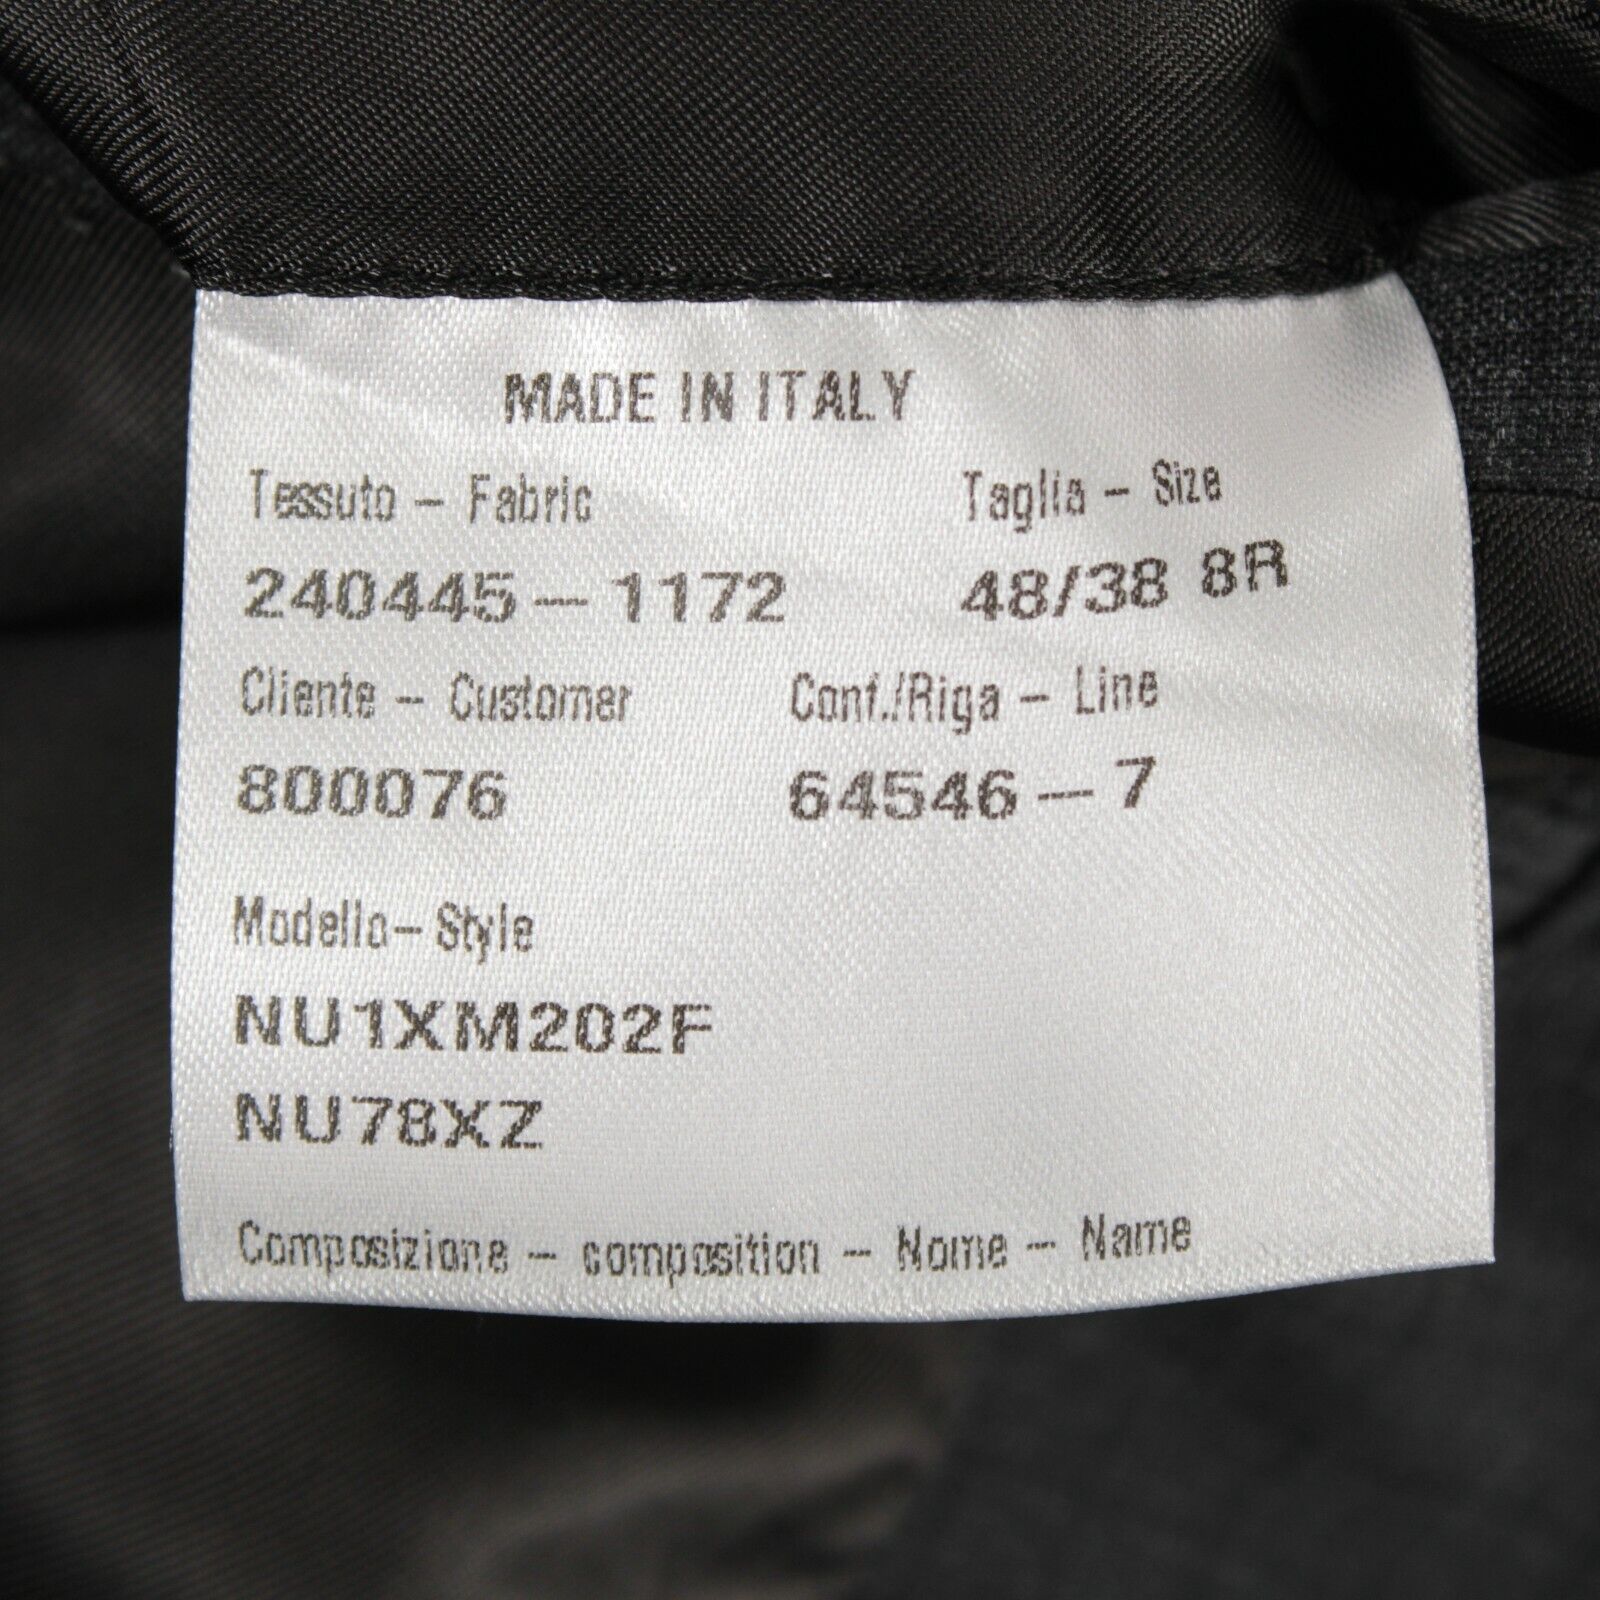 MADE IN ITALY
Tessuto - Fabric Taglia - Size
240445 - 1172 48/38 8R
Cliente - Customer Conf./Riga - Line
800076 64546 - 7
Modello - Style
NU1XM202F
NU78XZ
Composizione - composition - Nome - Name